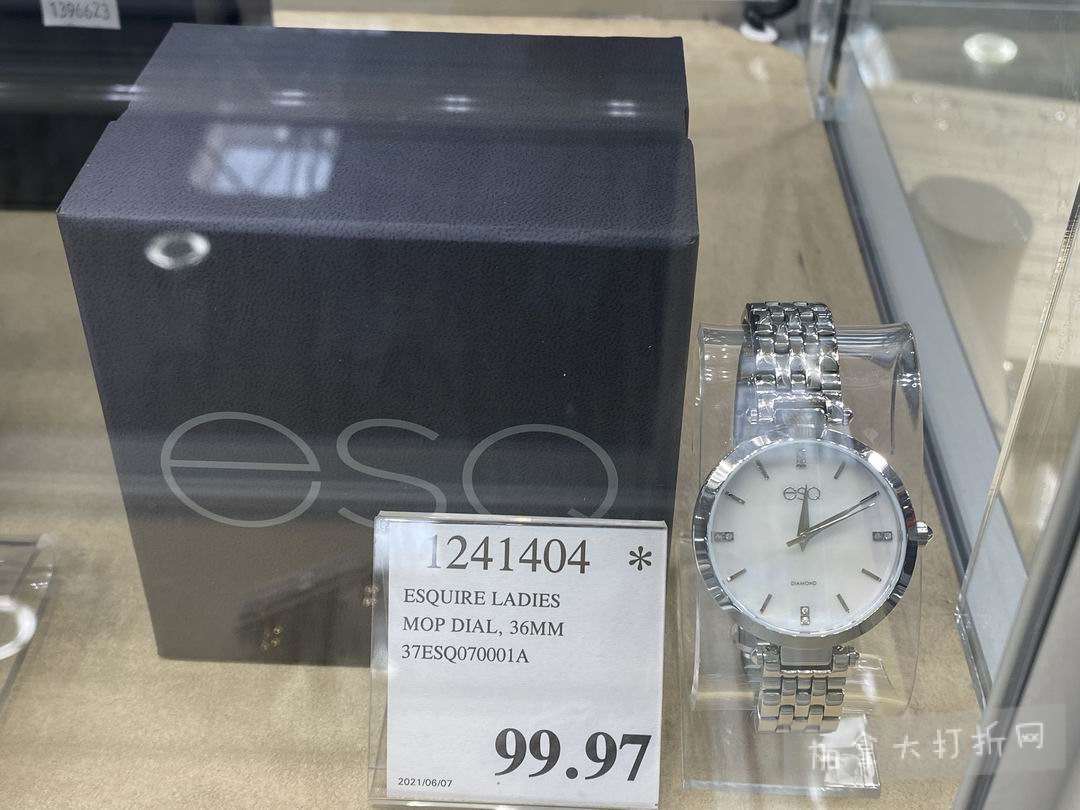 1396623
esq
1241404 *
ESQUIRE LADIES
MOP DIAL, 36MM
37ESQ070001A
99.97
2021/06/07
esq
DIAMOND
加拿大打折网